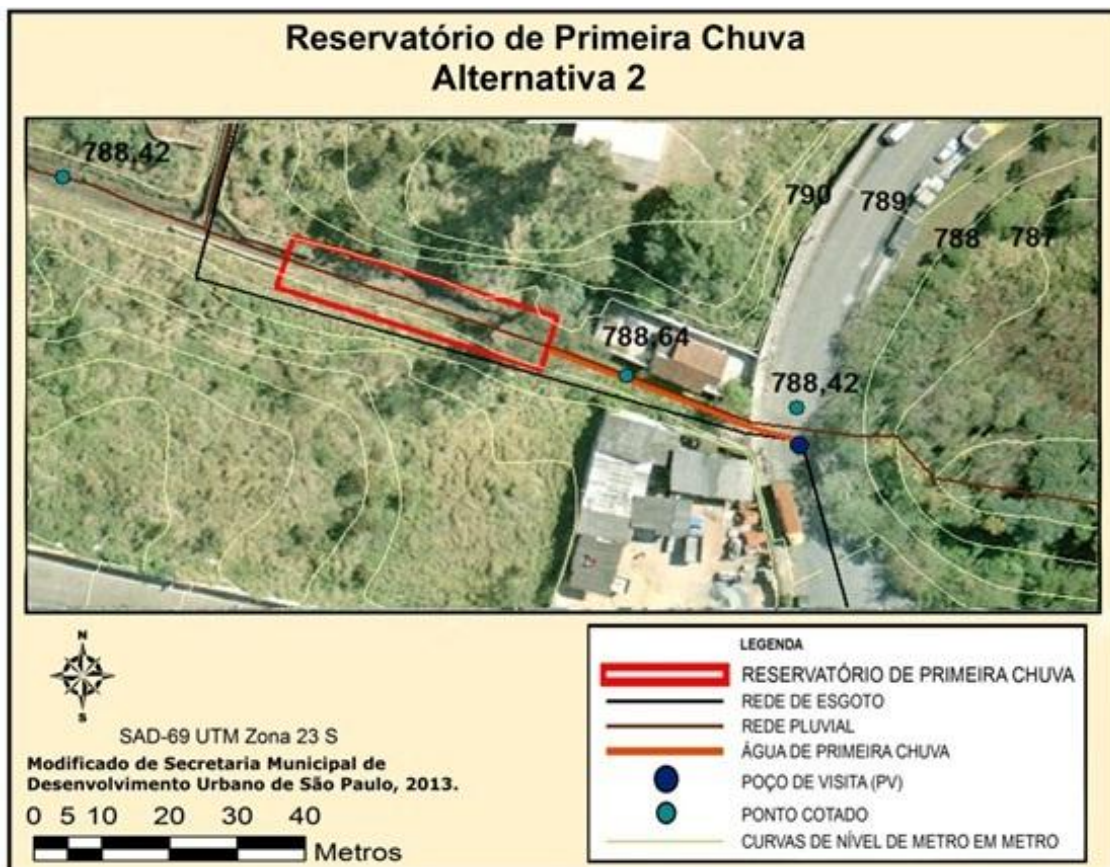 Reservatório de Primeira Chuva
Alternativa 2
788,42
790
789
788
787
788,64
788,42
N
S
SAD-69 UTM Zona 23 S
Modificado de Secretaria Municipal de
Desenvolvimento Urbano de São Paulo, 2013.
0 5 10 20 30 40
Metros
LEGENDA
RESERVATÓRIO DE PRIMEIRA CHUVA
REDE DE ESGOTO
REDE PLUVIAL
ÁGUA DE PRIMEIRA CHUVA
POÇO DE VISITA (PV)
PONTO COTADO
CURVAS DE NÍVEL DE METRO EM METRO